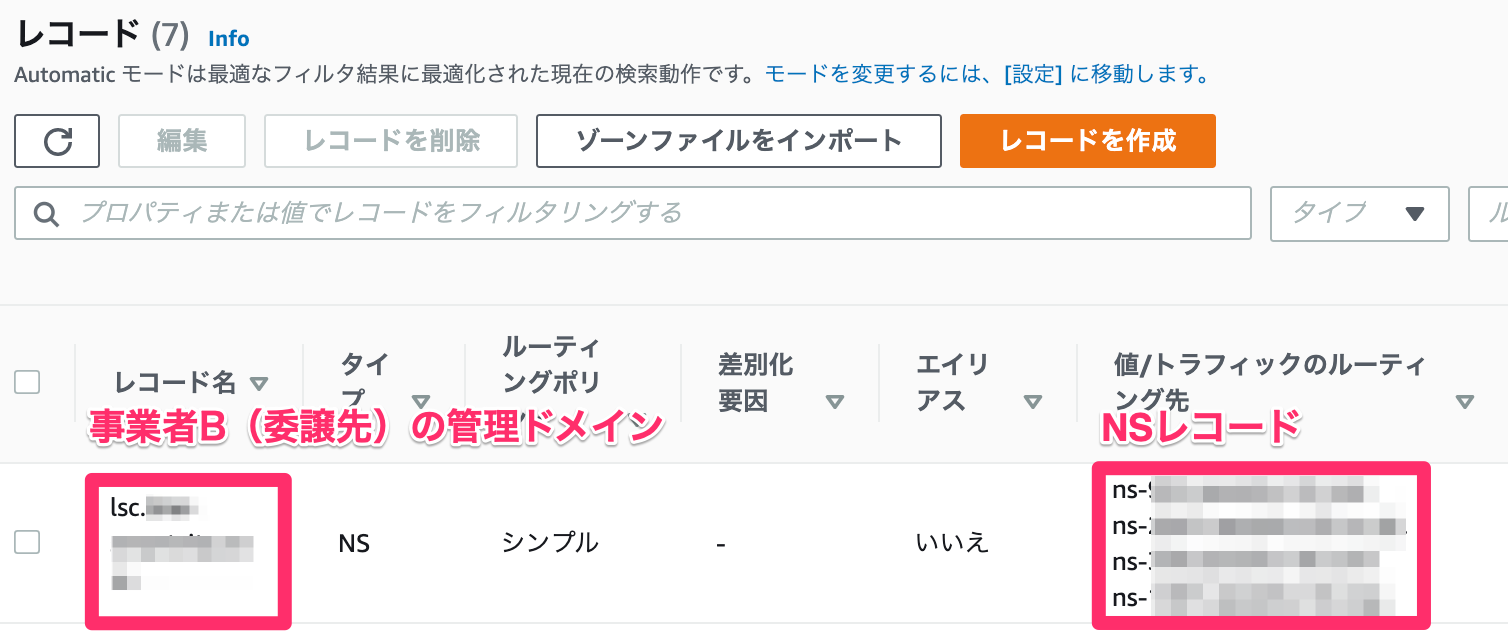 レコード (7) Info
Automatic モードは最適なフィルタ結果に最適化された現在の検索動作です。モードを変更するには、[設定] に移動します。
編集 レコードを削除 ゾーンファイルをインポート レコードを作成
プロパティまたは値でレコードをフィルタリングする タイプ ル
レコード名
タイ
プ
ルーティ
ングポリ
差別化
要因
エイリ
アス
値/トラフィックのルーティ
ング先
事業者B（委譲先）の管理ドメイン
NSレコード
lsc.
NS
シンプル
-
いいえ
ns-
ns-
ns-
ns-